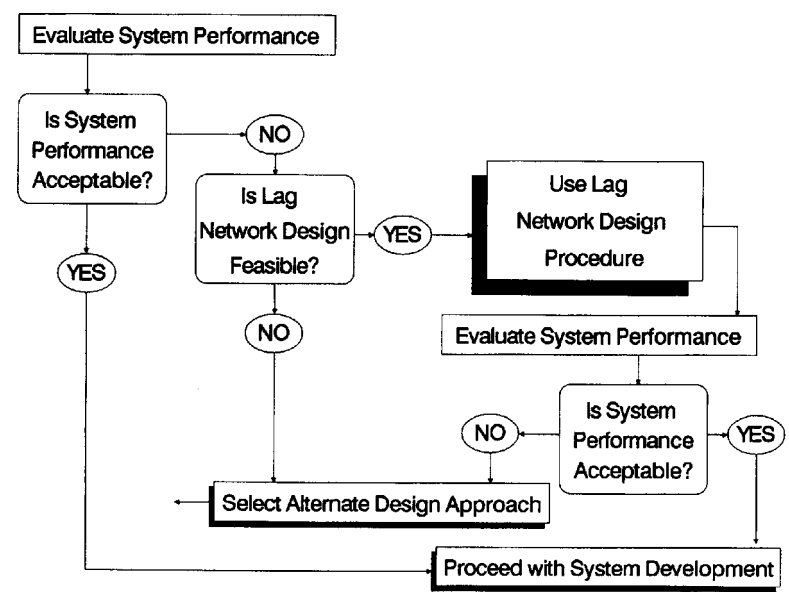 Evaluate System Performance
Is System
Performance
Acceptable?
NO
Is Lag
Network Design
Feasible?
YES
Use Lag
Network Design
Procedure
YES
NO
Evaluate System Performance
Is System
Performance
Acceptable?
NO
YES
Select Alternate Design Approach
Proceed with System Development